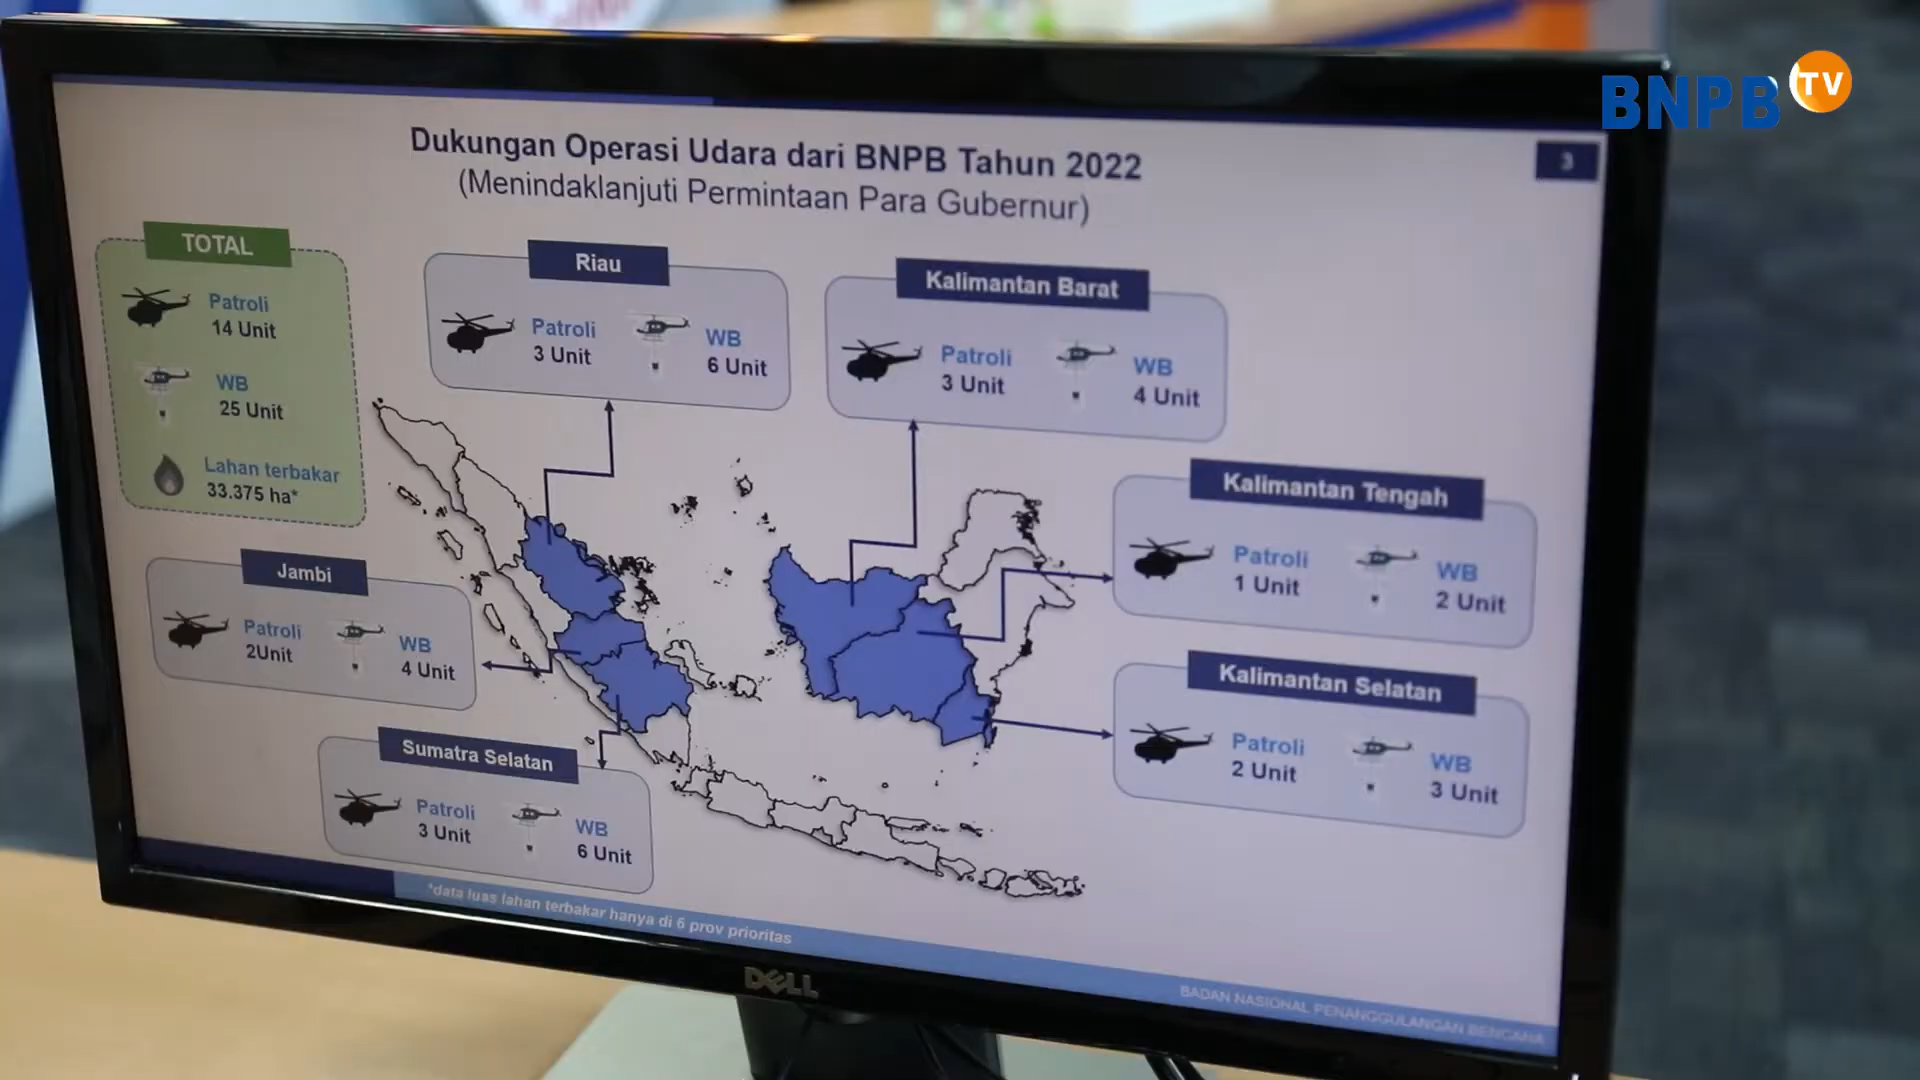 BNPB TV
Dukungan Operasi Udara dari BNPB Tahun 2022
(Menindaklanjuti Permintaan Para Gubernur)
3
TOTAL
Patroli
14 Unit
WB
25 Unit
Lahan terbakar
33.375 ha*
Riau
Patroli
3 Unit
WB
6 Unit
Kalimantan Barat
Patroli
3 Unit
WB
4 Unit
Kalimantan Tengah
Patroli
1 Unit
WB
2 Unit
Jambi
Patroli
2Unit
WB
4 Unit
Kalimantan Selatan
Patroli
2 Unit
WB
3 Unit
Sumatra Selatan
Patroli
3 Unit
WB
6 Unit
*data luas lahan terbakar hanya di 6 prov prioritas
BADAN NASIONAL PENANGGULANGAN BENCANA
DELL